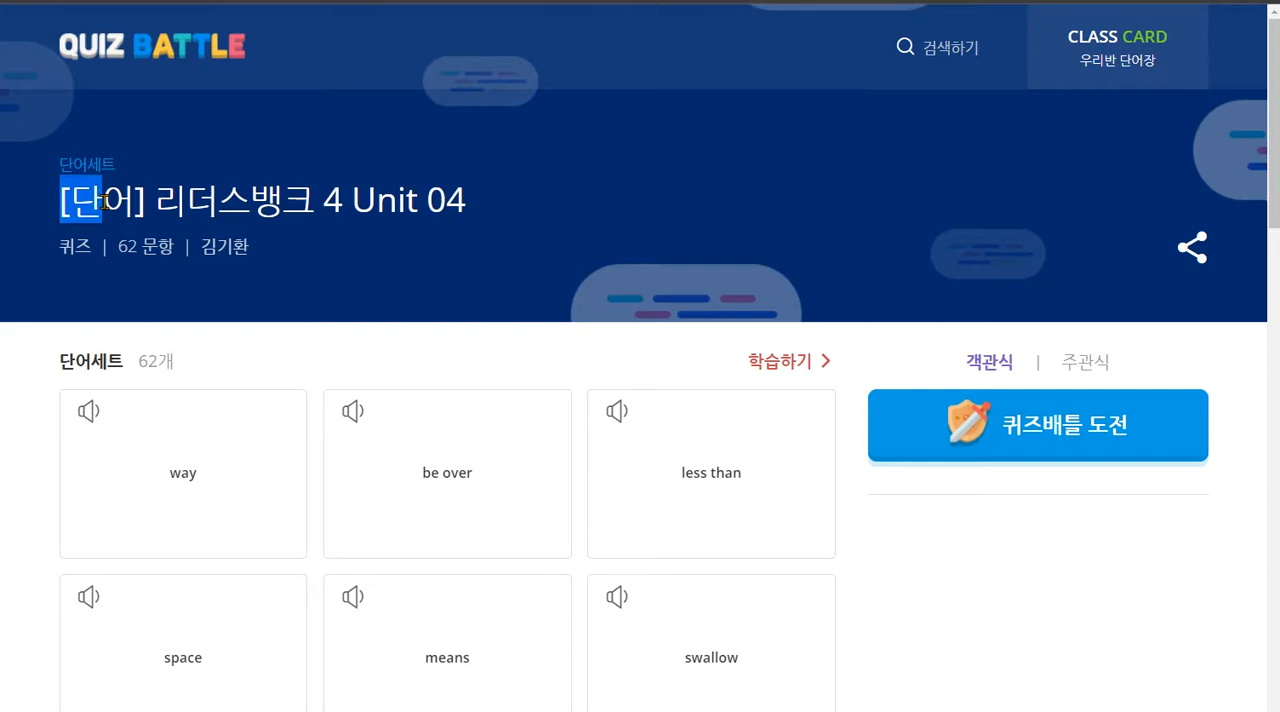 QUIZ BATTLE
검색하기
CLASS CARD
우리반 단어장
단어세트
[단어] 리더스뱅크 4 Unit 04
퀴즈 | 62 문항 | 김기환
단어세트 62개
학습하기
객관식 | 주관식
퀴즈배틀 도전
way
be over
less than
space
means
swallow